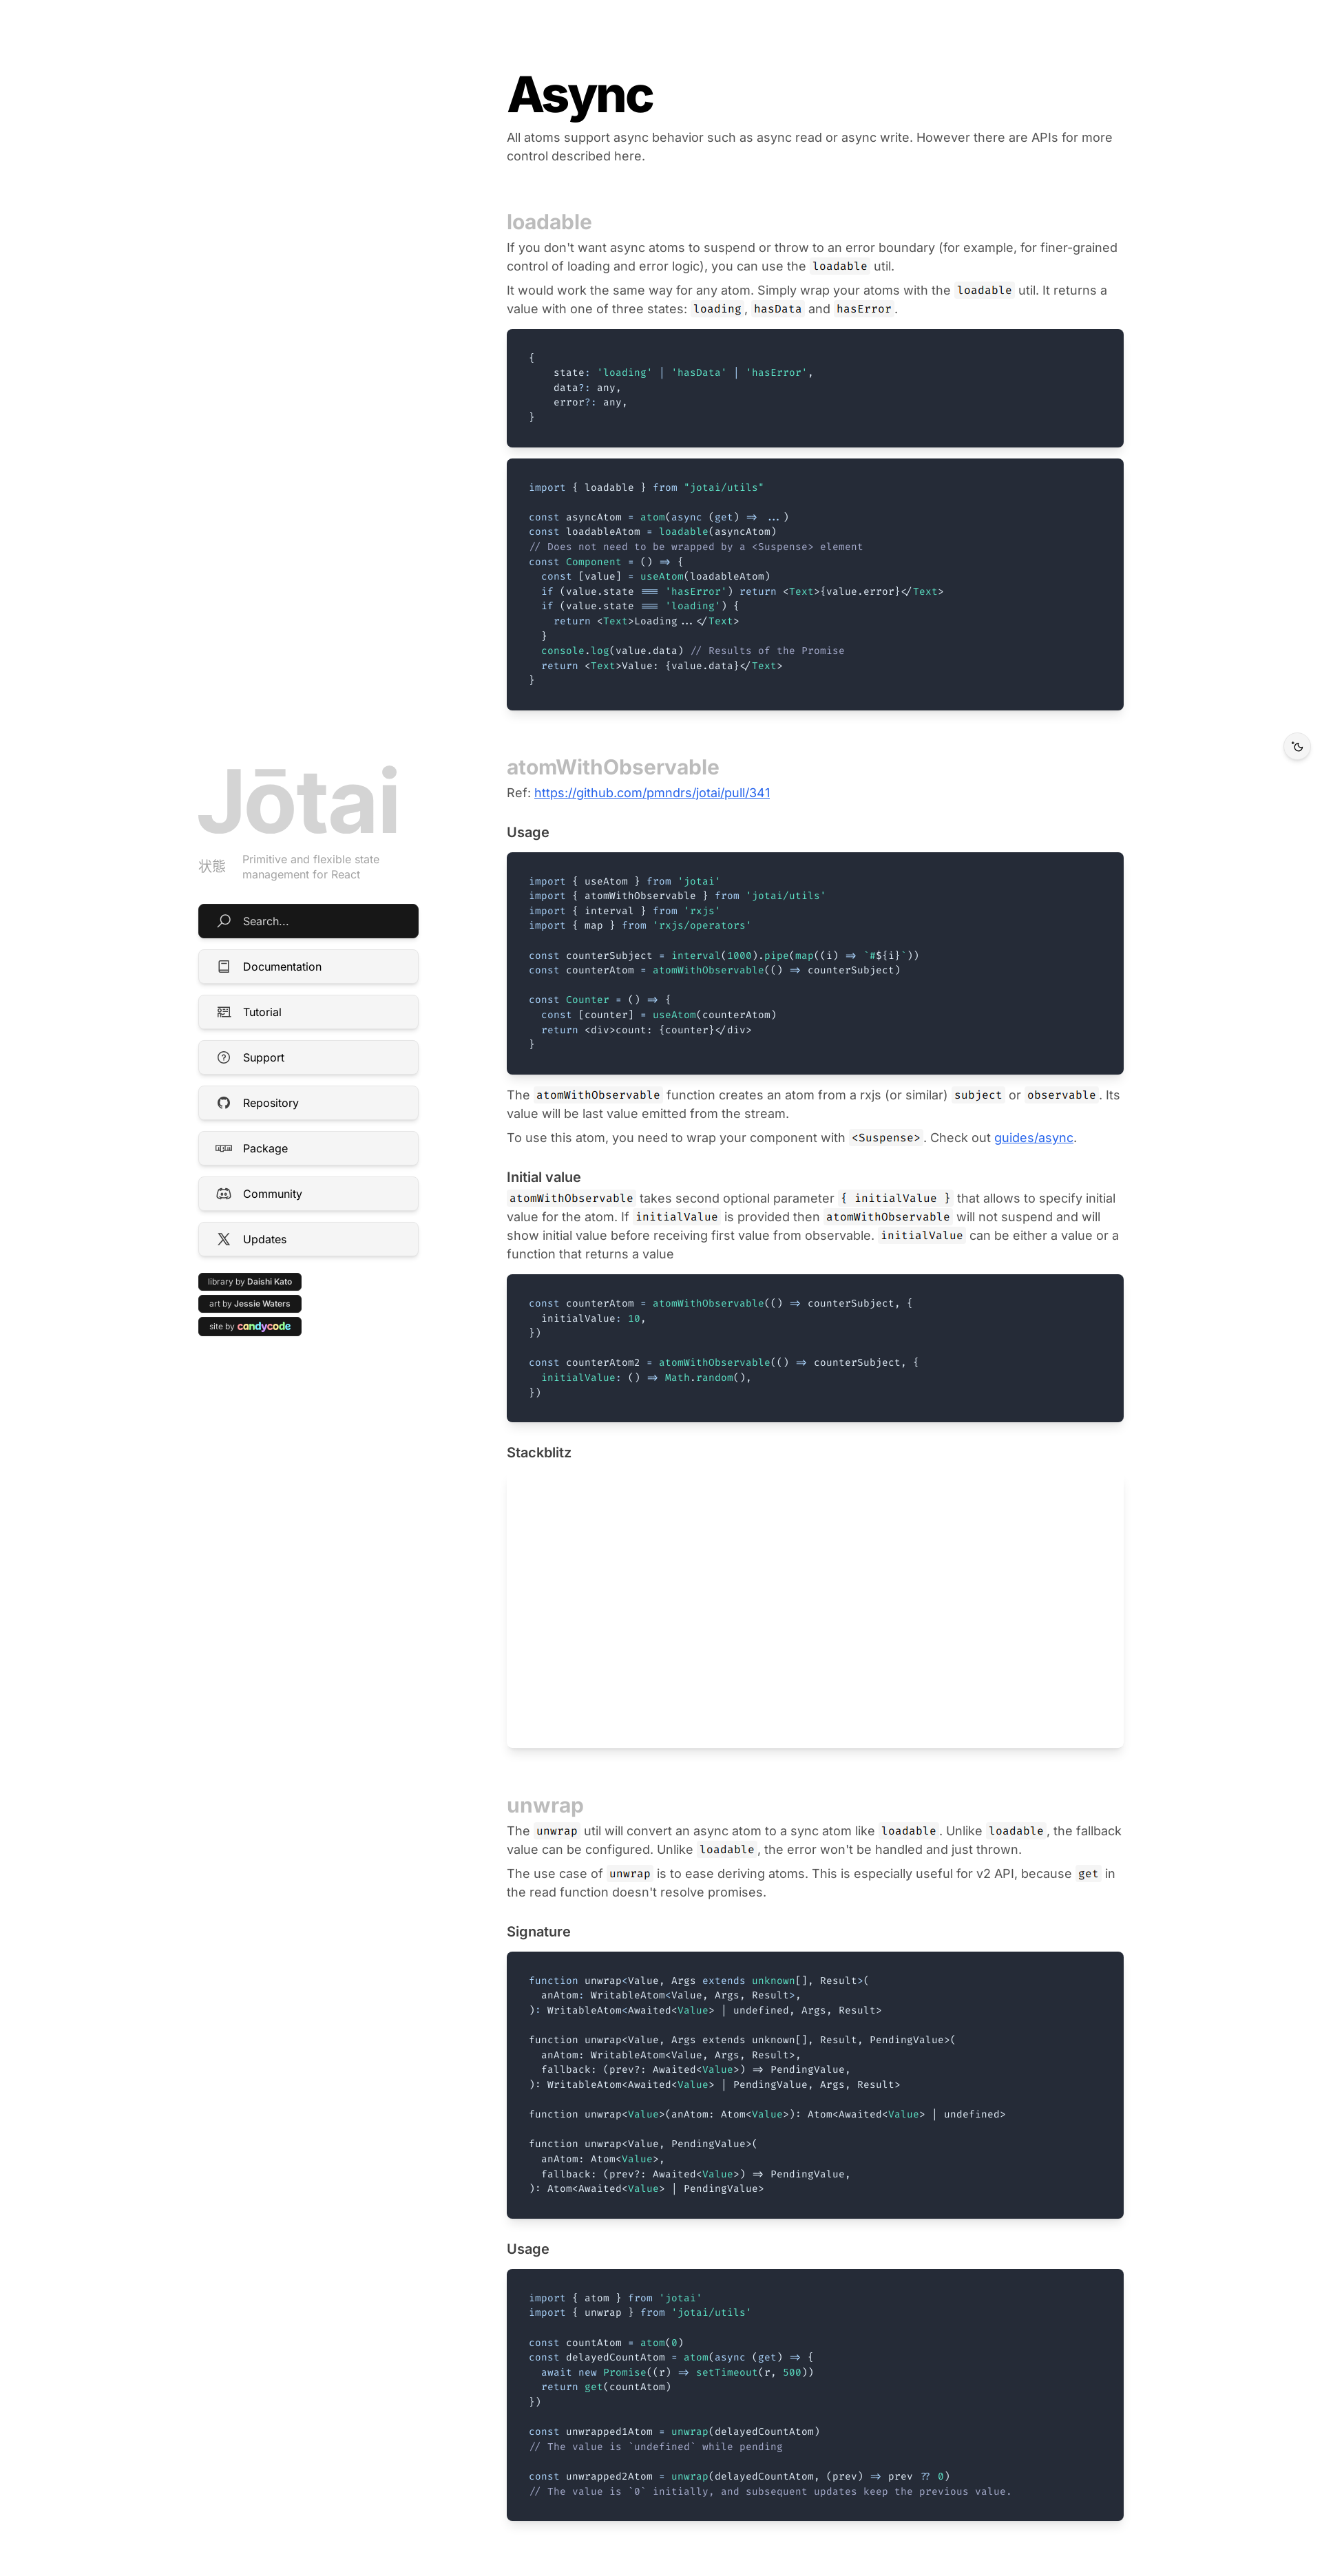 Async
All atoms support async behavior such as async read or async write. However there are APIs for more
control described here.
loadable
If you don't want async atoms to suspend or throw to an error boundary (for example, for finer-grained
control of loading and error logic), you can use the loadable util.
It would work the same way for any atom. Simply wrap your atoms with the loadable util. It returns a
value with one of three states: loading, hasData and hasError.
{
    state: 'loading' | 'hasData' | 'hasError',
    data?: any,
    error?: any,
}
import { loadable } from "jotai/utils"
const asyncAtom = atom(async (get) => ...)
const loadableAtom = loadable(asyncAtom)
// Does not need to be wrapped by a <Suspense> element
const Component = () => {
  const [value] = useAtom(loadableAtom)
  if (value.state === 'hasError') return <Text>{value.error}</Text>
  if (value.state === 'loading') {
    return <Text>Loading...</Text>
  }
  console.log(value.data) // Results of the Promise
  return <Text>Value: {value.data}</Text>
}
Jōtai
状態
Primitive and flexible state
management for React
Search...
Documentation
Tutorial
Support
Repository
Package
Community
Updates
library by Daishi Kato
art by Jessie Waters
site by candycode
atomWithObservable
Ref: https://github.com/pmndrs/jotai/pull/341
Usage
import { useAtom } from 'jotai'
import { atomWithObservable } from 'jotai/utils'
import { interval } from 'rxjs'
import { map } from 'rxjs/operators'
const counterSubject = interval(1000).pipe(map((i) => `#${i}`))
const counterAtom = atomWithObservable(() => counterSubject)
const Counter = () => {
  const [counter] = useAtom(counterAtom)
  return <div>count: {counter}</div>
}
The atomWithObservable function creates an atom from a rxjs (or similar) subject or observable. Its
value will be last value emitted from the stream.
To use this atom, you need to wrap your component with <Suspense>. Check out guides/async.
Initial value
atomWithObservable takes second optional parameter { initialValue } that allows to specify initial
value for the atom. If initialValue is provided then atomWithObservable will not suspend and will
show initial value before receiving first value from observable. initialValue can be either a value or a
function that returns a value
const counterAtom = atomWithObservable(() => counterSubject, {
  initialValue: 10,
})
const counterAtom2 = atomWithObservable(() => counterSubject, {
  initialValue: () => Math.random(),
})
Stackblitz
unwrap
The unwrap util will convert an async atom to a sync atom like loadable. Unlike loadable, the fallback
value can be configured. Unlike loadable, the error won't be handled and just thrown.
The use case of unwrap is to ease deriving atoms. This is especially useful for v2 API, because get in
the read function doesn't resolve promises.
Signature
function unwrap<Value, Args extends unknown[], Result>(
  anAtom: WritableAtom<Value, Args, Result>,
): WritableAtom<Awaited<Value> | undefined, Args, Result>
function unwrap<Value, Args extends unknown[], Result, PendingValue>(
  anAtom: WritableAtom<Value, Args, Result>,
  fallback: (prev?: Awaited<Value>) => PendingValue,
): WritableAtom<Awaited<Value> | PendingValue, Args, Result>
function unwrap<Value>(anAtom: Atom<Value>): Atom<Awaited<Value> | undefined>
function unwrap<Value, PendingValue>(
  anAtom: Atom<Value>,
  fallback: (prev?: Awaited<Value>) => PendingValue,
): Atom<Awaited<Value> | PendingValue>
Usage
import { atom } from 'jotai'
import { unwrap } from 'jotai/utils'
const countAtom = atom(0)
const delayedCountAtom = atom(async (get) => {
  await new Promise((r) => setTimeout(r, 500))
  return get(countAtom)
})
const unwrapped1Atom = unwrap(delayedCountAtom)
// The value is `undefined` while pending
const unwrapped2Atom = unwrap(delayedCountAtom, (prev) => prev ?? 0)
// The value is `0` initially, and subsequent updates keep the previous value.